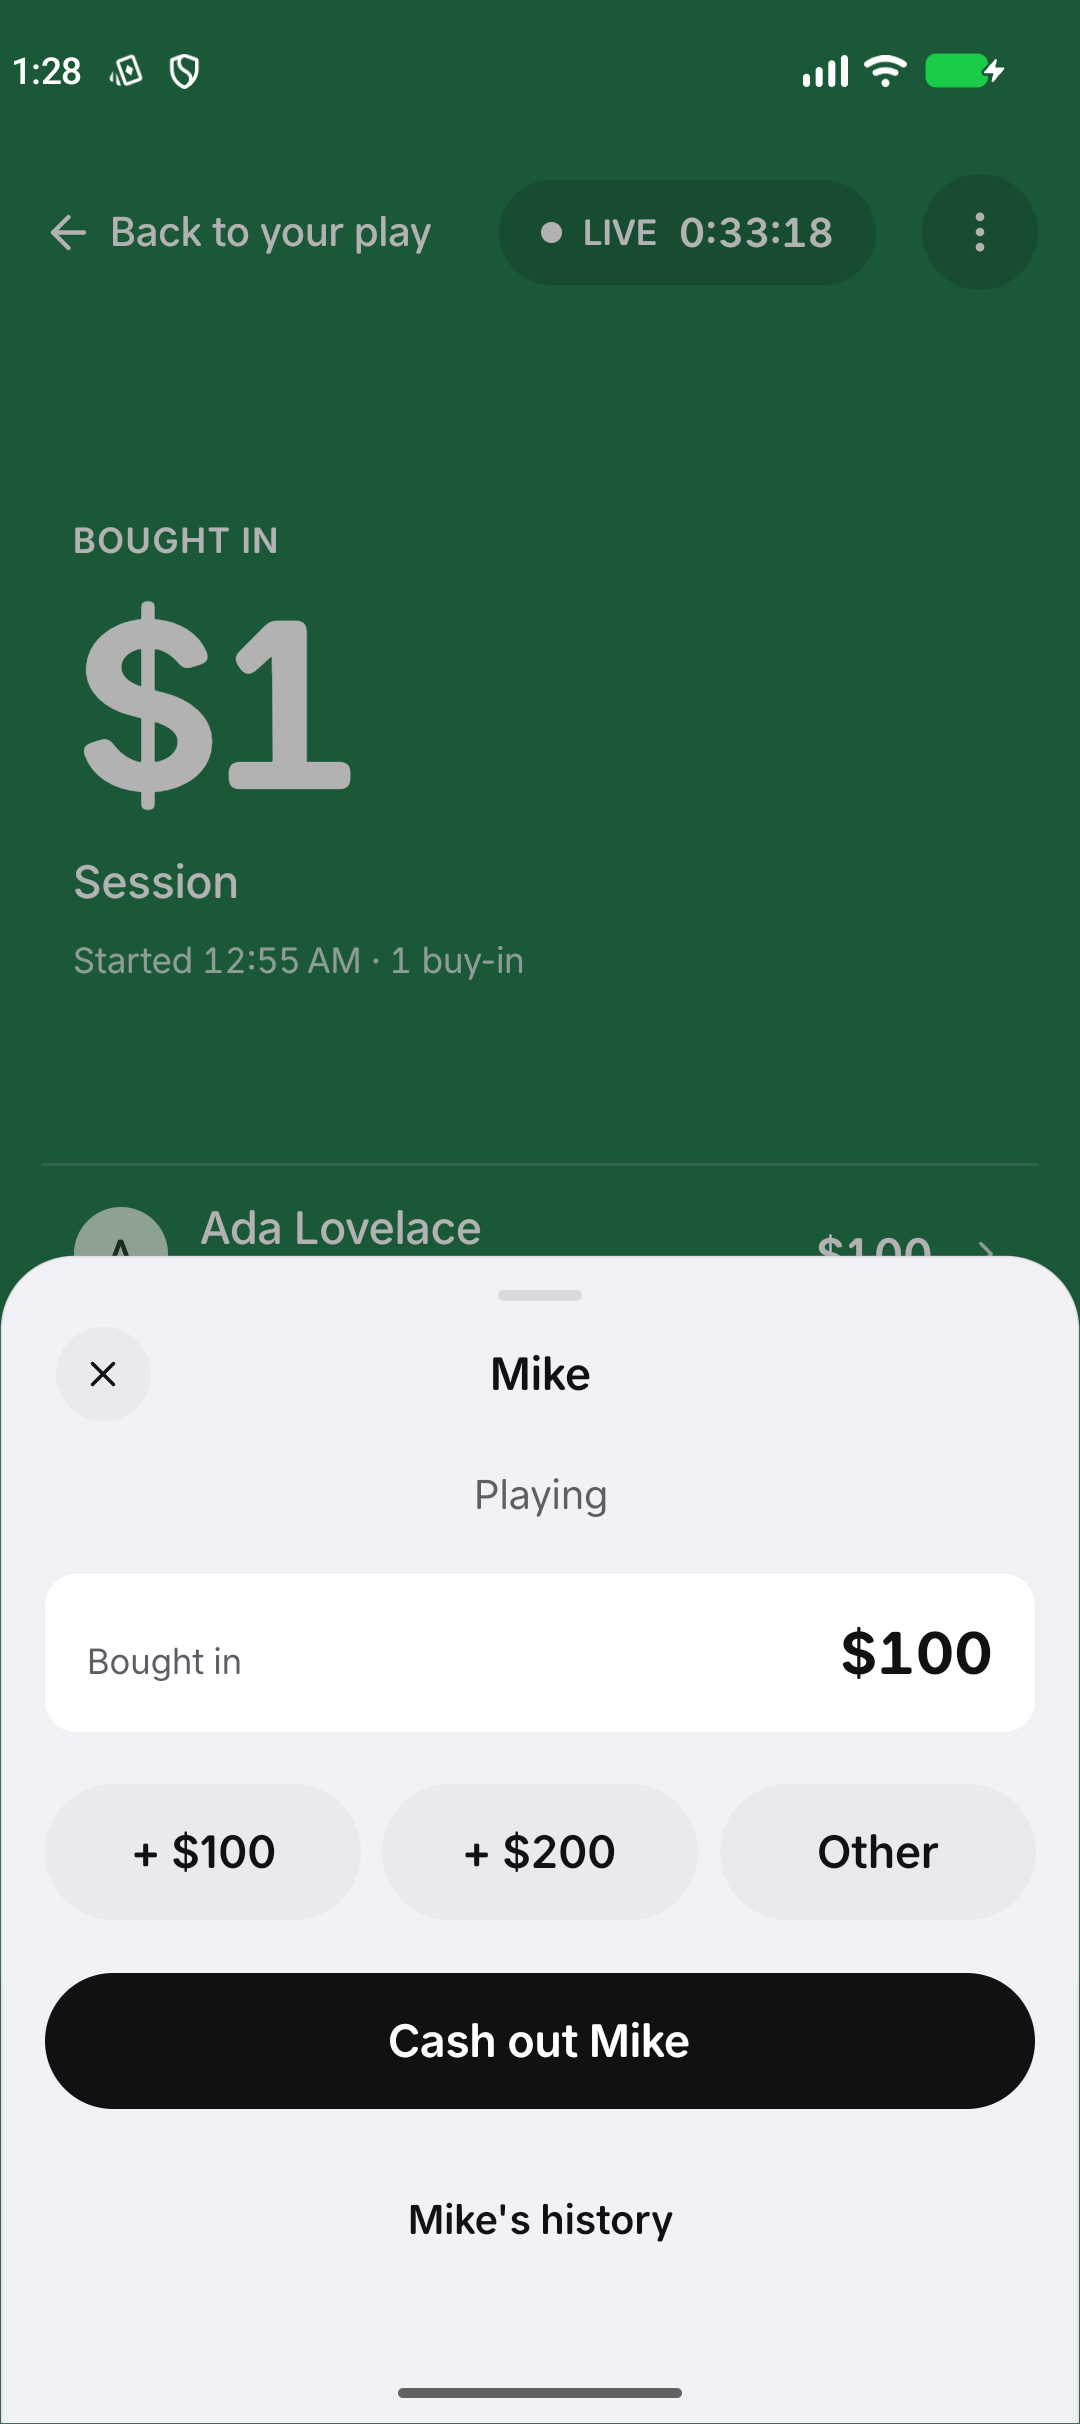 1:28
Back to your play
LIVE 0:33:18
BOUGHT IN
$1
Session
Started 12:55 AM · 1 buy-in
A
Ada Lovelace
$100
Mike
Playing
Bought in
$100
+ $100
+ $200
Other
Cash out Mike
Mike's history